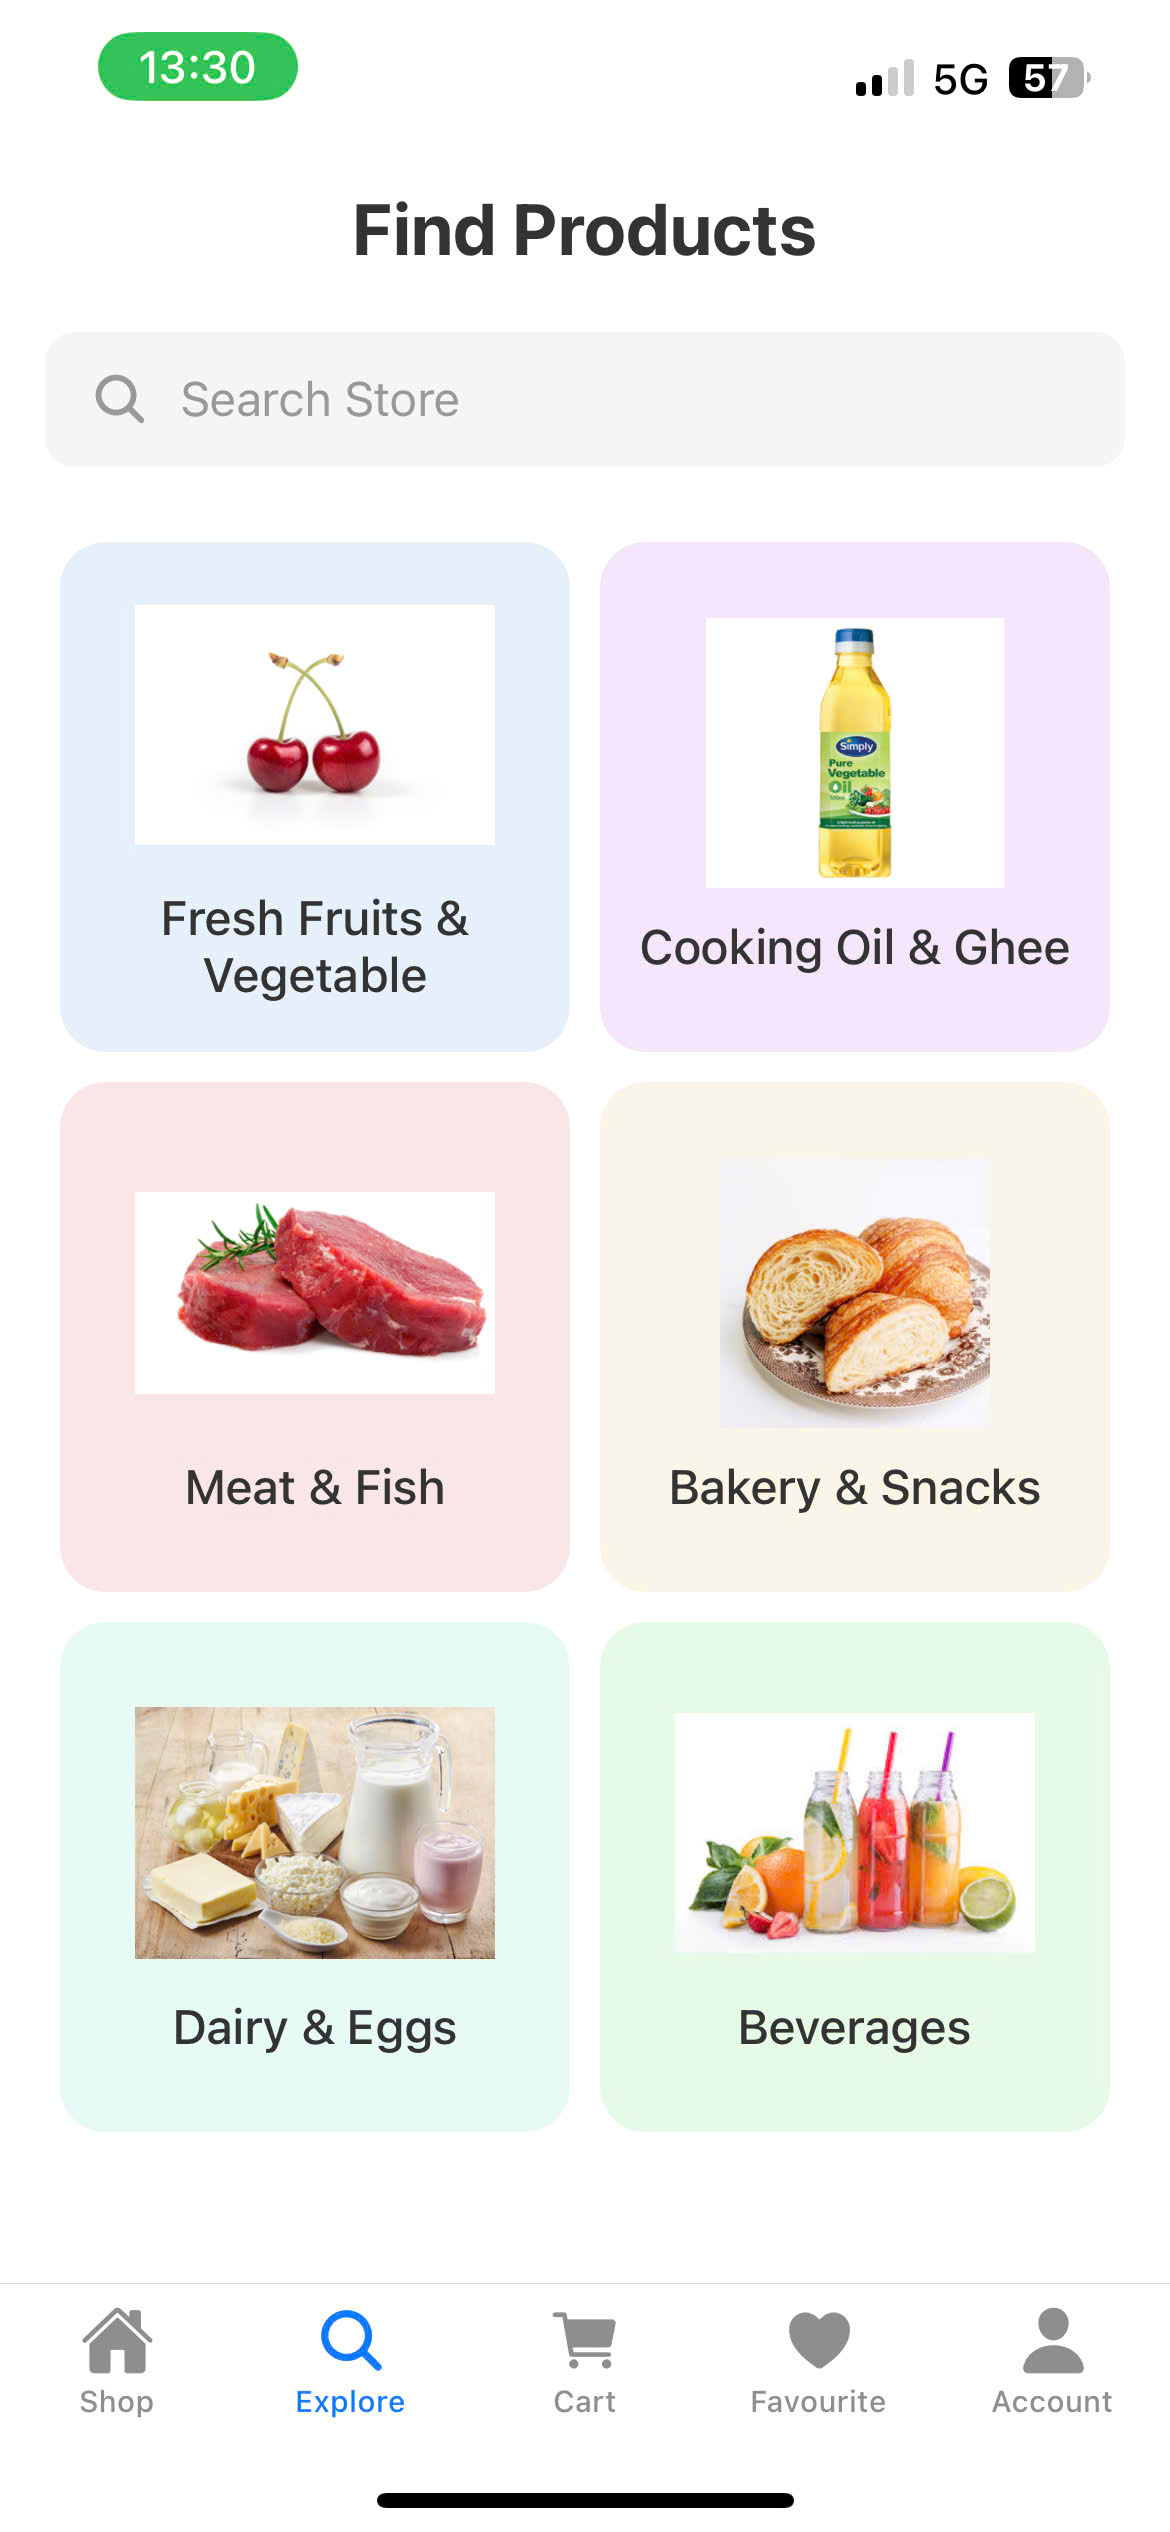 13:30
5G
57
Find Products
Search Store
Simply
Pure
Vegetable
Oil
Fresh Fruits &
Vegetable
Cooking Oil & Ghee
Meat & Fish
Bakery & Snacks
Dairy & Eggs
Beverages
Shop
Explore
Cart
Favourite
Account